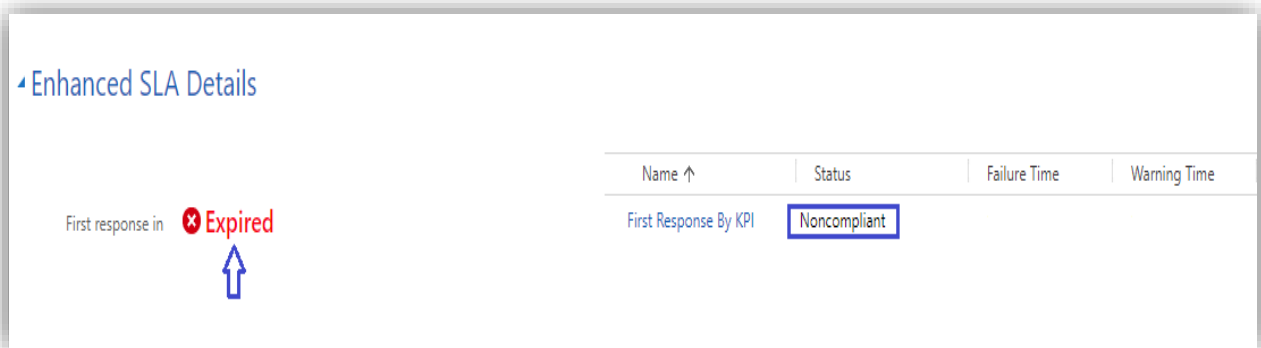 Enhanced SLA Details
Name ↑ Status Failure Time Warning Time
First response in Expired First Response By KPI Noncompliant